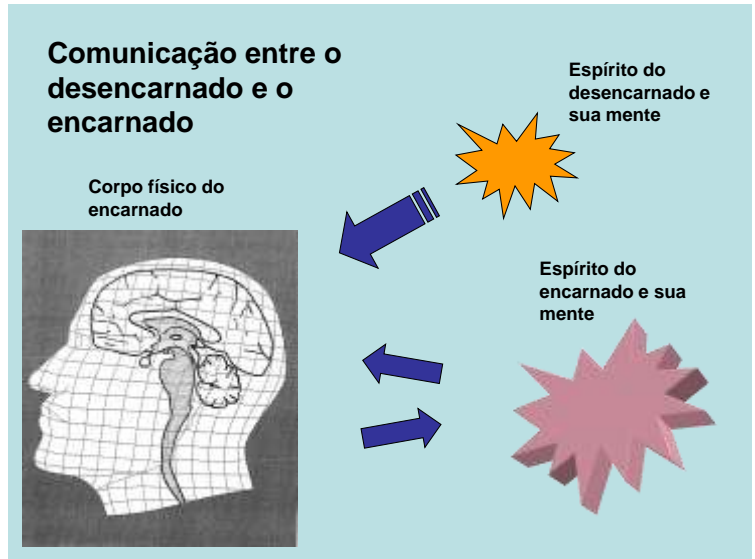 Comunicação entre o
desencarnado e o
encarnado
Espírito do
desencarnado e
sua mente
Corpo físico do
encarnado
Espírito do
encarnado e sua
mente